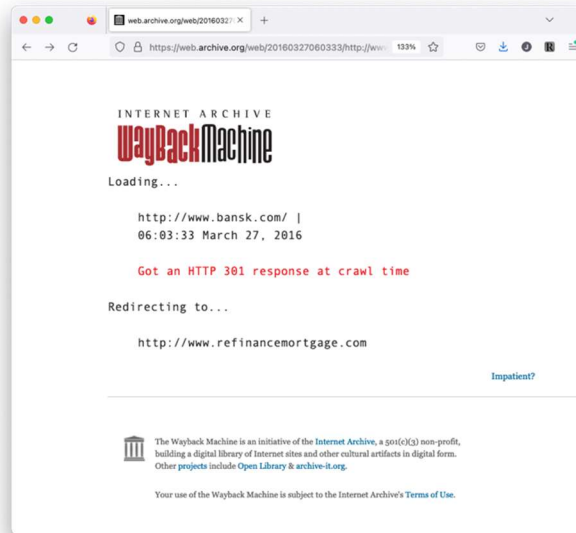 web.archive.org/web/20160327
https://web.archive.org/web/20160327060333/http://ww
133%
INTERNET ARCHIVE
WayBackMachine
Loading...
http://www.bansk.com/ |
06:03:33 March 27, 2016
Got an HTTP 301 response at crawl time
Redirecting to...
http://www.refinancemortgage.com
Impatient?
The Wayback Machine is an initiative of the Internet Archive, a 501(c)(3) non-profit,
building a digital library of Internet sites and other cultural artifacts in digital form.
Other projects include Open Library & archive-it.org.
Your use of the Wayback Machine is subject to the Internet Archive's Terms of Use.